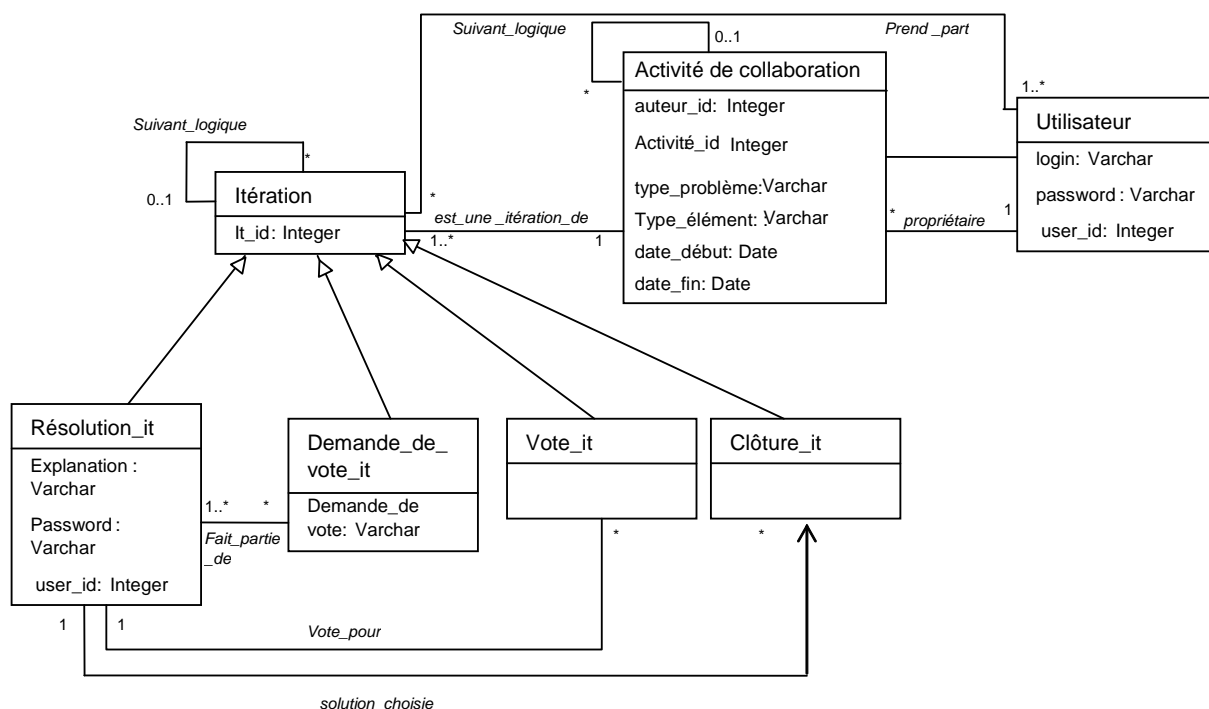 Suivant_logique
Prend _part
0..1
Activité de collaboration
*
auteur_id: Integer
Activité_id Integer
type_problème:Varchar
Type_élément: :Varchar
date_début: Date
date_fin: Date
1..*
Utilisateur
login: Varchar
password : Varchar
user_id: Integer
*
propriétaire
1
Suivant_logique
*
0..1
Itération
It_id: Integer
*
est_une _itération_de
1..*
1
Résolution_it
Explanation :
Varchar
Password :
Varchar
user_id: Integer
Demande_de_
vote_it
Demande_de
vote: Varchar
Vote_it
Clôture_it
1..*
*
Fait_partie
_de
*
*
1
1
Vote_pour
solution_choisie